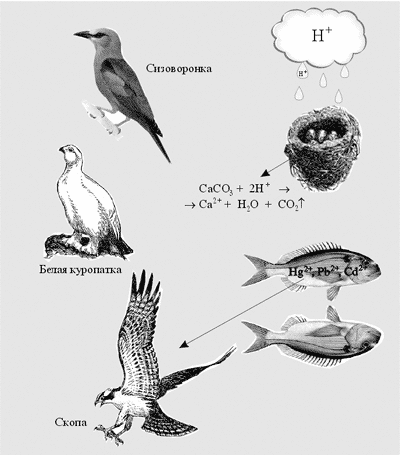 H⁺
H⁺
Сизоворонка
CaCO₃ + 2H⁺ →
→ Ca²⁺ + H₂O + CO₂↑
Белая куропатка
Hg²⁺, Pb²⁺, Cd²⁺
Скопа